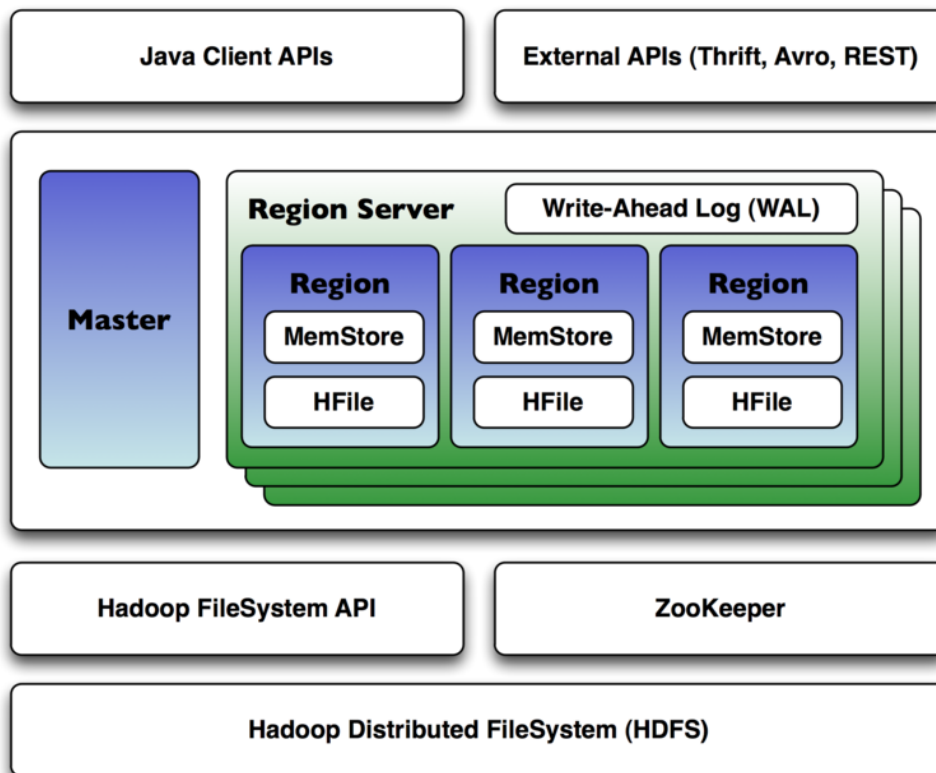 Java Client APIs
External APIs (Thrift, Avro, REST)
Master
Region Server
Write-Ahead Log (WAL)
Region
MemStore
HFile
Region
MemStore
HFile
Region
MemStore
HFile
Hadoop FileSystem API
ZooKeeper
Hadoop Distributed FileSystem (HDFS)